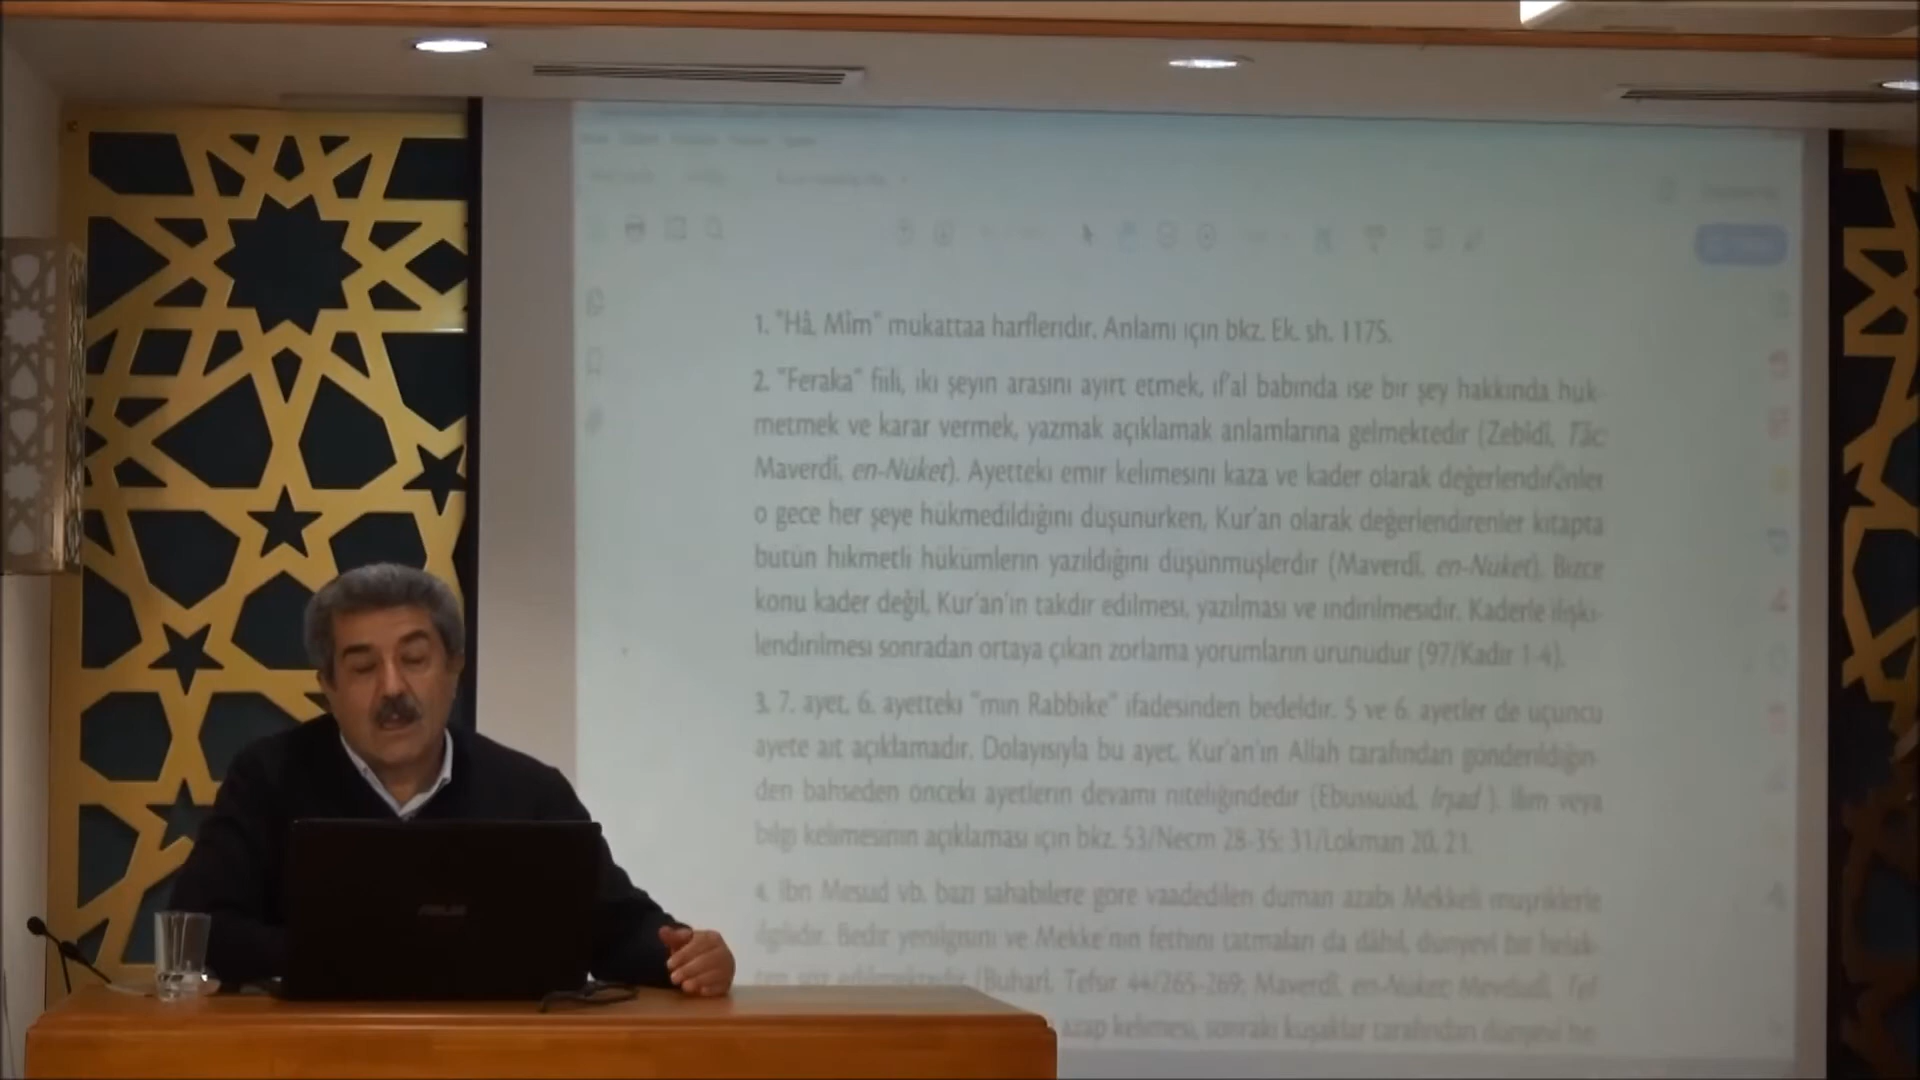 1. "Hâ, Mîm" mukattaa harfleridir. Anlamı için bkz. Ek. sh. 1175.
2. "Feraka" fiili, iki şeyin arasını ayırt etmek, if'al babında ise bir şey hakkında hük-
metmek ve karar vermek, yazmak açıklamak anlamlarına gelmektedir (Zebîdî, Tâc
Maverdî, en-Nüket). Ayetteki emir kelimesini kaza ve kader olarak değerlendirenler
o gece her şeye hükmedildiğini düşünürken, Kur'an olarak değerlendirenler kitapta
bütün hikmetli hükümlerin yazıldığını düşünmüşlerdir (Maverdî, en-Nüket). Bizce
konu kader değil, Kur'an'ın takdir edilmesi, yazılması ve indirilmesidir. Kaderle ilişki-
lendirilmesi sonradan ortaya çıkan zorlama yorumların ürünüdür (97/Kadir 1-4).
3. 7. ayet, 6. ayetteki "min Rabbike" ifadesinden bedeldir. 5 ve 6. ayetler de üçüncü
ayete ait açıklamadır. Dolayısıyla bu ayet, Kur'an'ın Allah tarafından gönderildiğin-
den bahseden önceki ayetlerin devamı niteliğindedir (Ebussuud, İrşad ). İlim veya
bilgi kelimesinin açıklaması için bkz. 53/Necm 28-35; 31/Lokman 20, 21.
4. İbn Mesud vb. bazı sahabilere göre vaadedilen duman azabı Mekkeli müşriklerle
ilgilidir. Bedir yenilgisini ve Mekke'nin fethini tatmaları da dâhil, dünyevi bir helak-
ten söz edilmektedir (Buharî, Tefsir 44/265-269; Maverdî, en-Nüket; Mevdudî, Tef
azap kelimesi, sonraki kuşaklar tarafından dünyevi